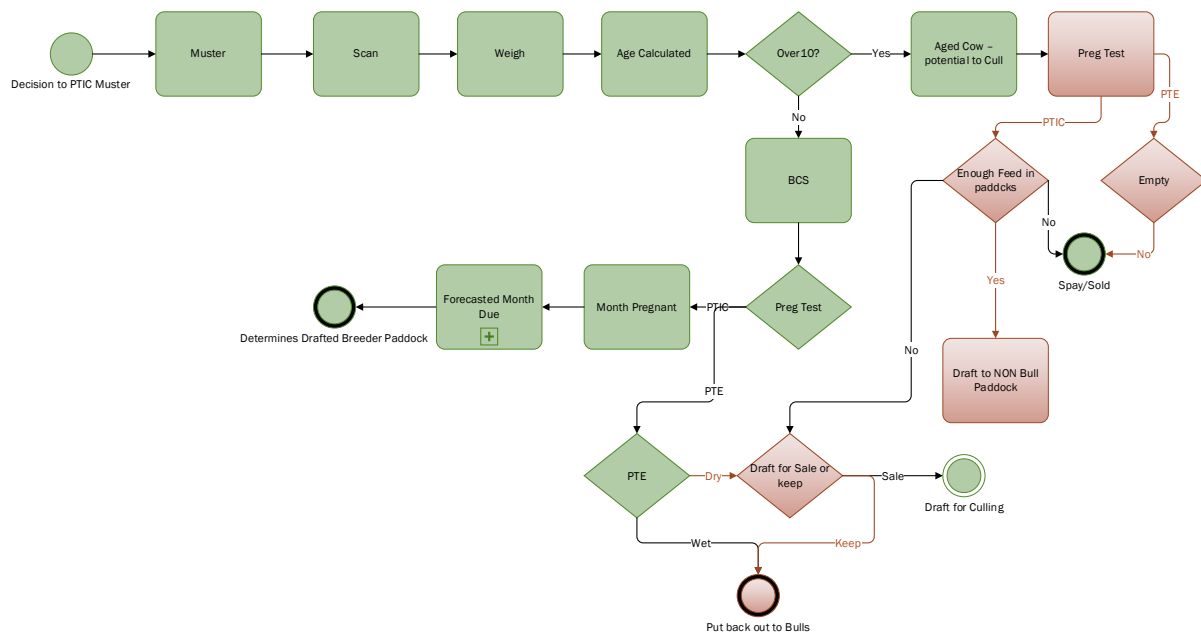 Decision to PTIC Muster
Muster
Scan
Weigh
Age Calculated
Over10?
Yes
Aged Cow –
potential to Cull
Preg Test
PTE
PTIC
No
BCS
Enough Feed in
paddcks
Empty
No
No
Spay/Sold
Yes
Determines Drafted Breeder Paddock
Forecasted Month
Due
Month Pregnant
PTIC
Preg Test
No
Draft to NON Bull
Paddock
PTE
PTE
Dry
Draft for Sale or
keep
Sale
Draft for Culling
Wet
Keep
Put back out to Bulls